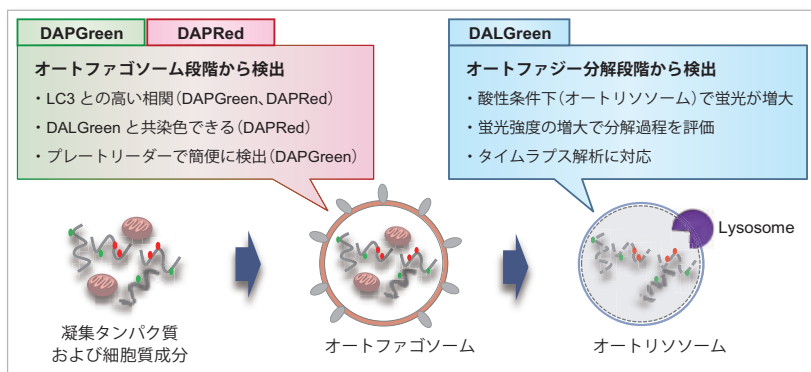 DAPGreen
DAPRed
オートファゴソーム段階から検出
・LC3 との高い相関(DAPGreen、DAPRed)
・DALGreen と共染色できる(DAPRed)
・プレートリーダーで簡便に検出(DAPGreen)
DALGreen
オートファジー分解段階から検出
・酸性条件下(オートリソソーム)で蛍光が増大
・蛍光強度の増大で分解過程を評価
・タイムラプス解析に対応
Lysosome
凝集タンパク質
および細胞質成分
オートファゴソーム
オートリソソーム